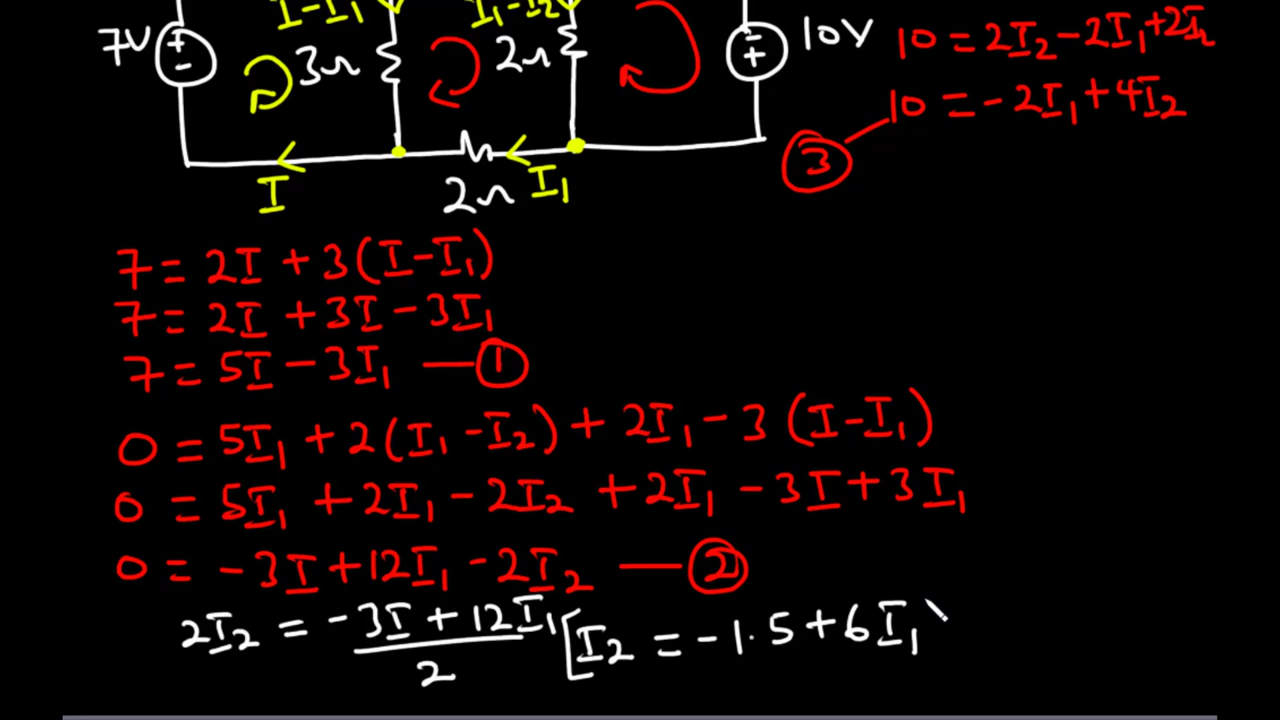 I-I₁ I₁-I₂
7V + - 3Ω 2Ω - + 10V
10 = 2I₂ - 2I₁ + 2I₂
10 = -2I₁ + 4I₂
3
I 2Ω I₁
7 = 2I + 3(I-I₁)
7 = 2I + 3I - 3I₁
7 = 5I - 3I₁ — 1
0 = 5I₁ + 2(I₁-I₂) + 2I₁ - 3(I-I₁)
0 = 5I₁ + 2I₁ - 2I₂ + 2I₁ - 3I + 3I₁
0 = -3I + 12I₁ - 2I₂ — 2
2I₂ = -3I + 12I₁ / 2 [I₂ = -1.5 + 6I₁